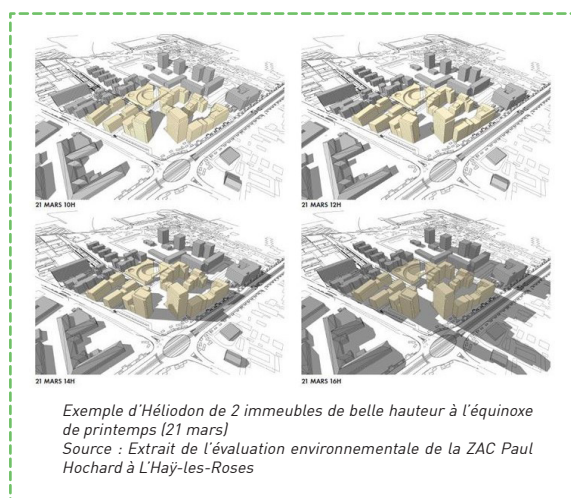 21 MARS 10H
21 MARS 12H
21 MARS 14H
21 MARS 16H
Exemple d'Héliodon de 2 immeubles de belle hauteur à l'équinoxe
de printemps (21 mars)
Source : Extrait de l'évaluation environnementale de la ZAC Paul
Hochard à L'Haÿ-les-Roses